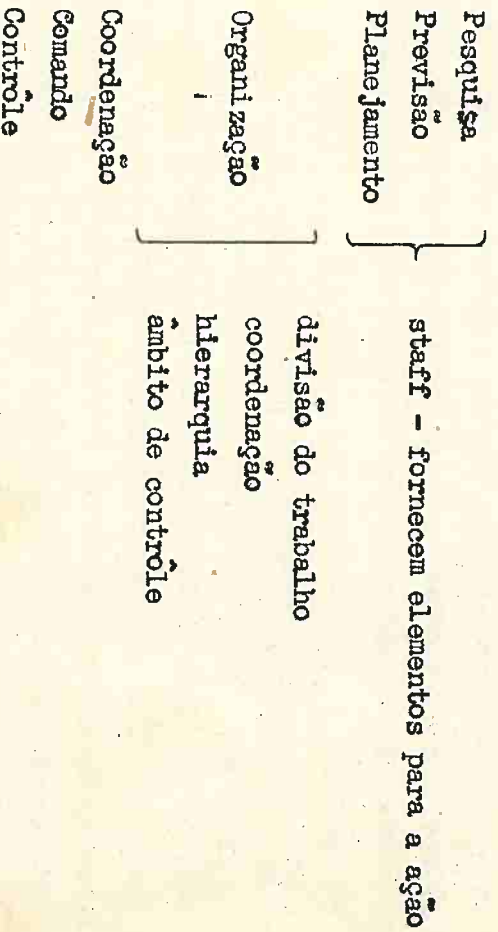 Pesquisa
Previsão
Planejamento
staff - fornecem elementos para a ação
Organização
divisão do trabalho
coordenação
hierarquia
âmbito de contrôle
Coordenação
Comando
Contrôle